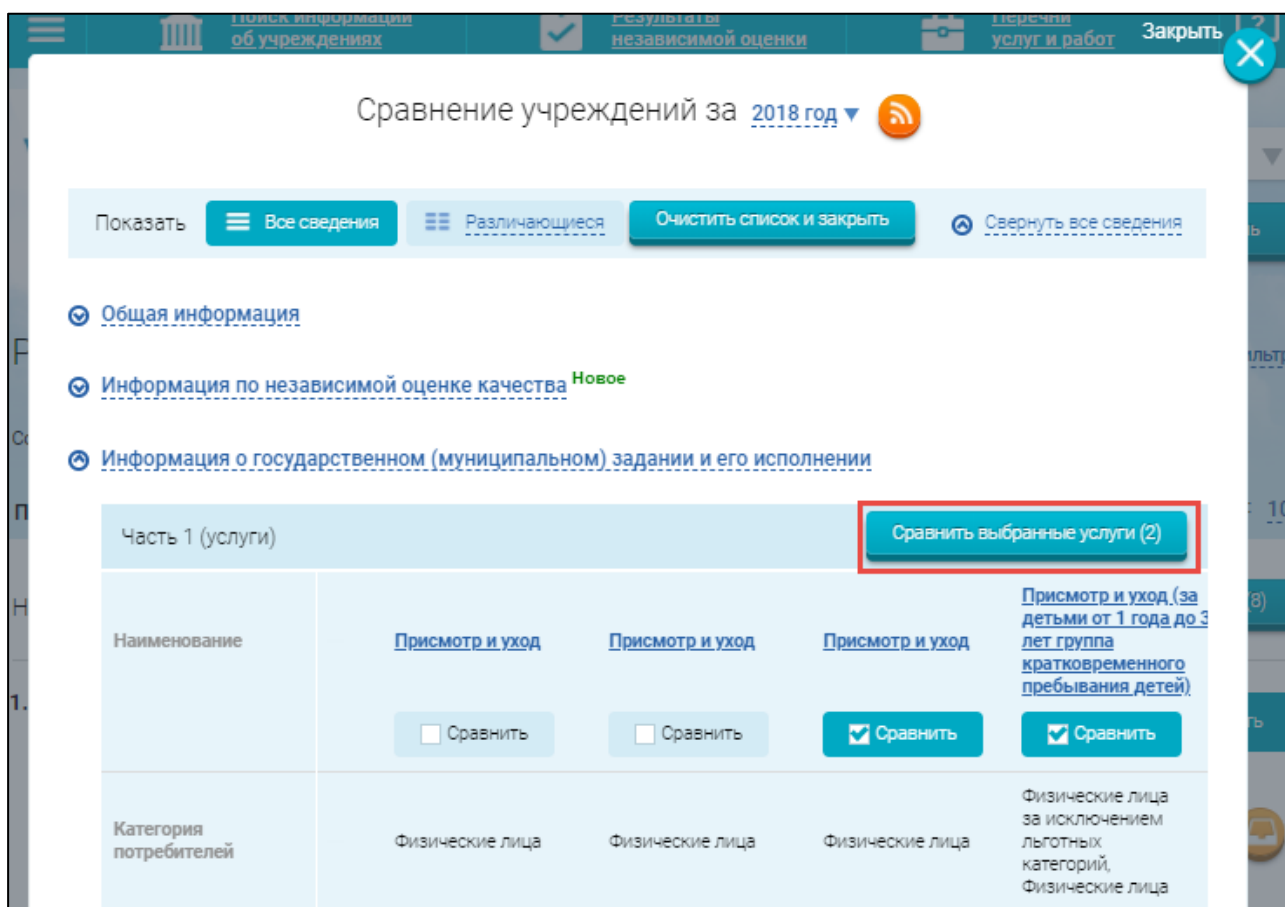 Поиск информации
об учреждениях
Результаты
независимой оценки
Перечни
услуг и работ
Закрыть
?
Сравнение учреждений за 2018 год
Показать Все сведения Различающиеся Очистить список и закрыть Свернуть все сведения
Общая информация
Информация по независимой оценке качества Новое
Информация о государственном (муниципальном) задании и его исполнении
Часть 1 (услуги)
Сравнить выбранные услуги (2)
Наименование
Присмотр и уход
Присмотр и уход
Присмотр и уход
Присмотр и уход (за
детьми от 1 года до 3
лет группа
кратковременного
пребывания детей)
Сравнить
Сравнить
Сравнить
Сравнить
Категория
потребителей
Физические лица
Физические лица
Физические лица
Физические лица
за исключением
льготных
категорий,
Физические лица
1.
10
(8)